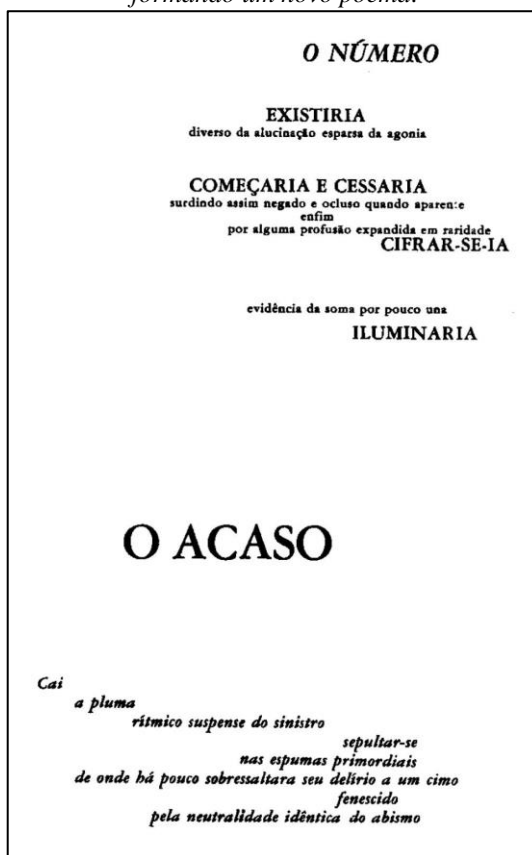 formando um novo poema.
O NÚMERO
EXISTIRIA
diverso da alucinação esparsa da agonia
COMEÇARIA E CESSARIA
surdindo assim negado e ocluso quando aparente
enfim
por alguma profusão expandida em raridade
CIFRAR-SE-IA
evidência da soma por pouco una
ILUMINARIA
O ACASO
Cai
a pluma
rítmico suspense do sinistro
sepultar-se
nas espumas primordiais
de onde há pouco sobressaltara seu delírio a um cimo
fenescido
pela neutralidade idêntica do abismo